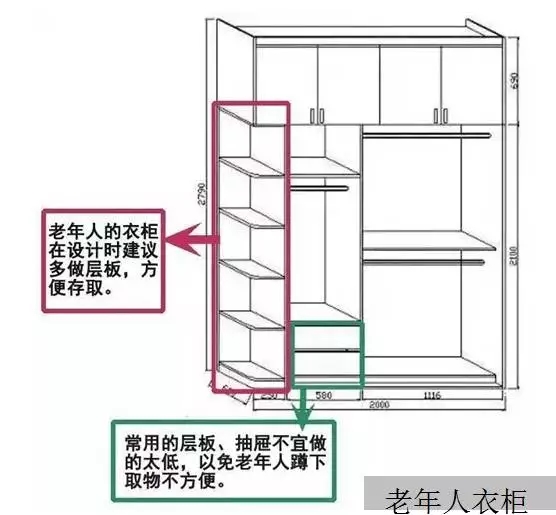 690
2790
2100
老年人的衣柜
在设计时建议
多做层板，方
便存取。
250
580
1116
2000
常用的层板、抽屉不宜做
的太低，以免老年人蹲下
取物不方便。
老年人衣柜